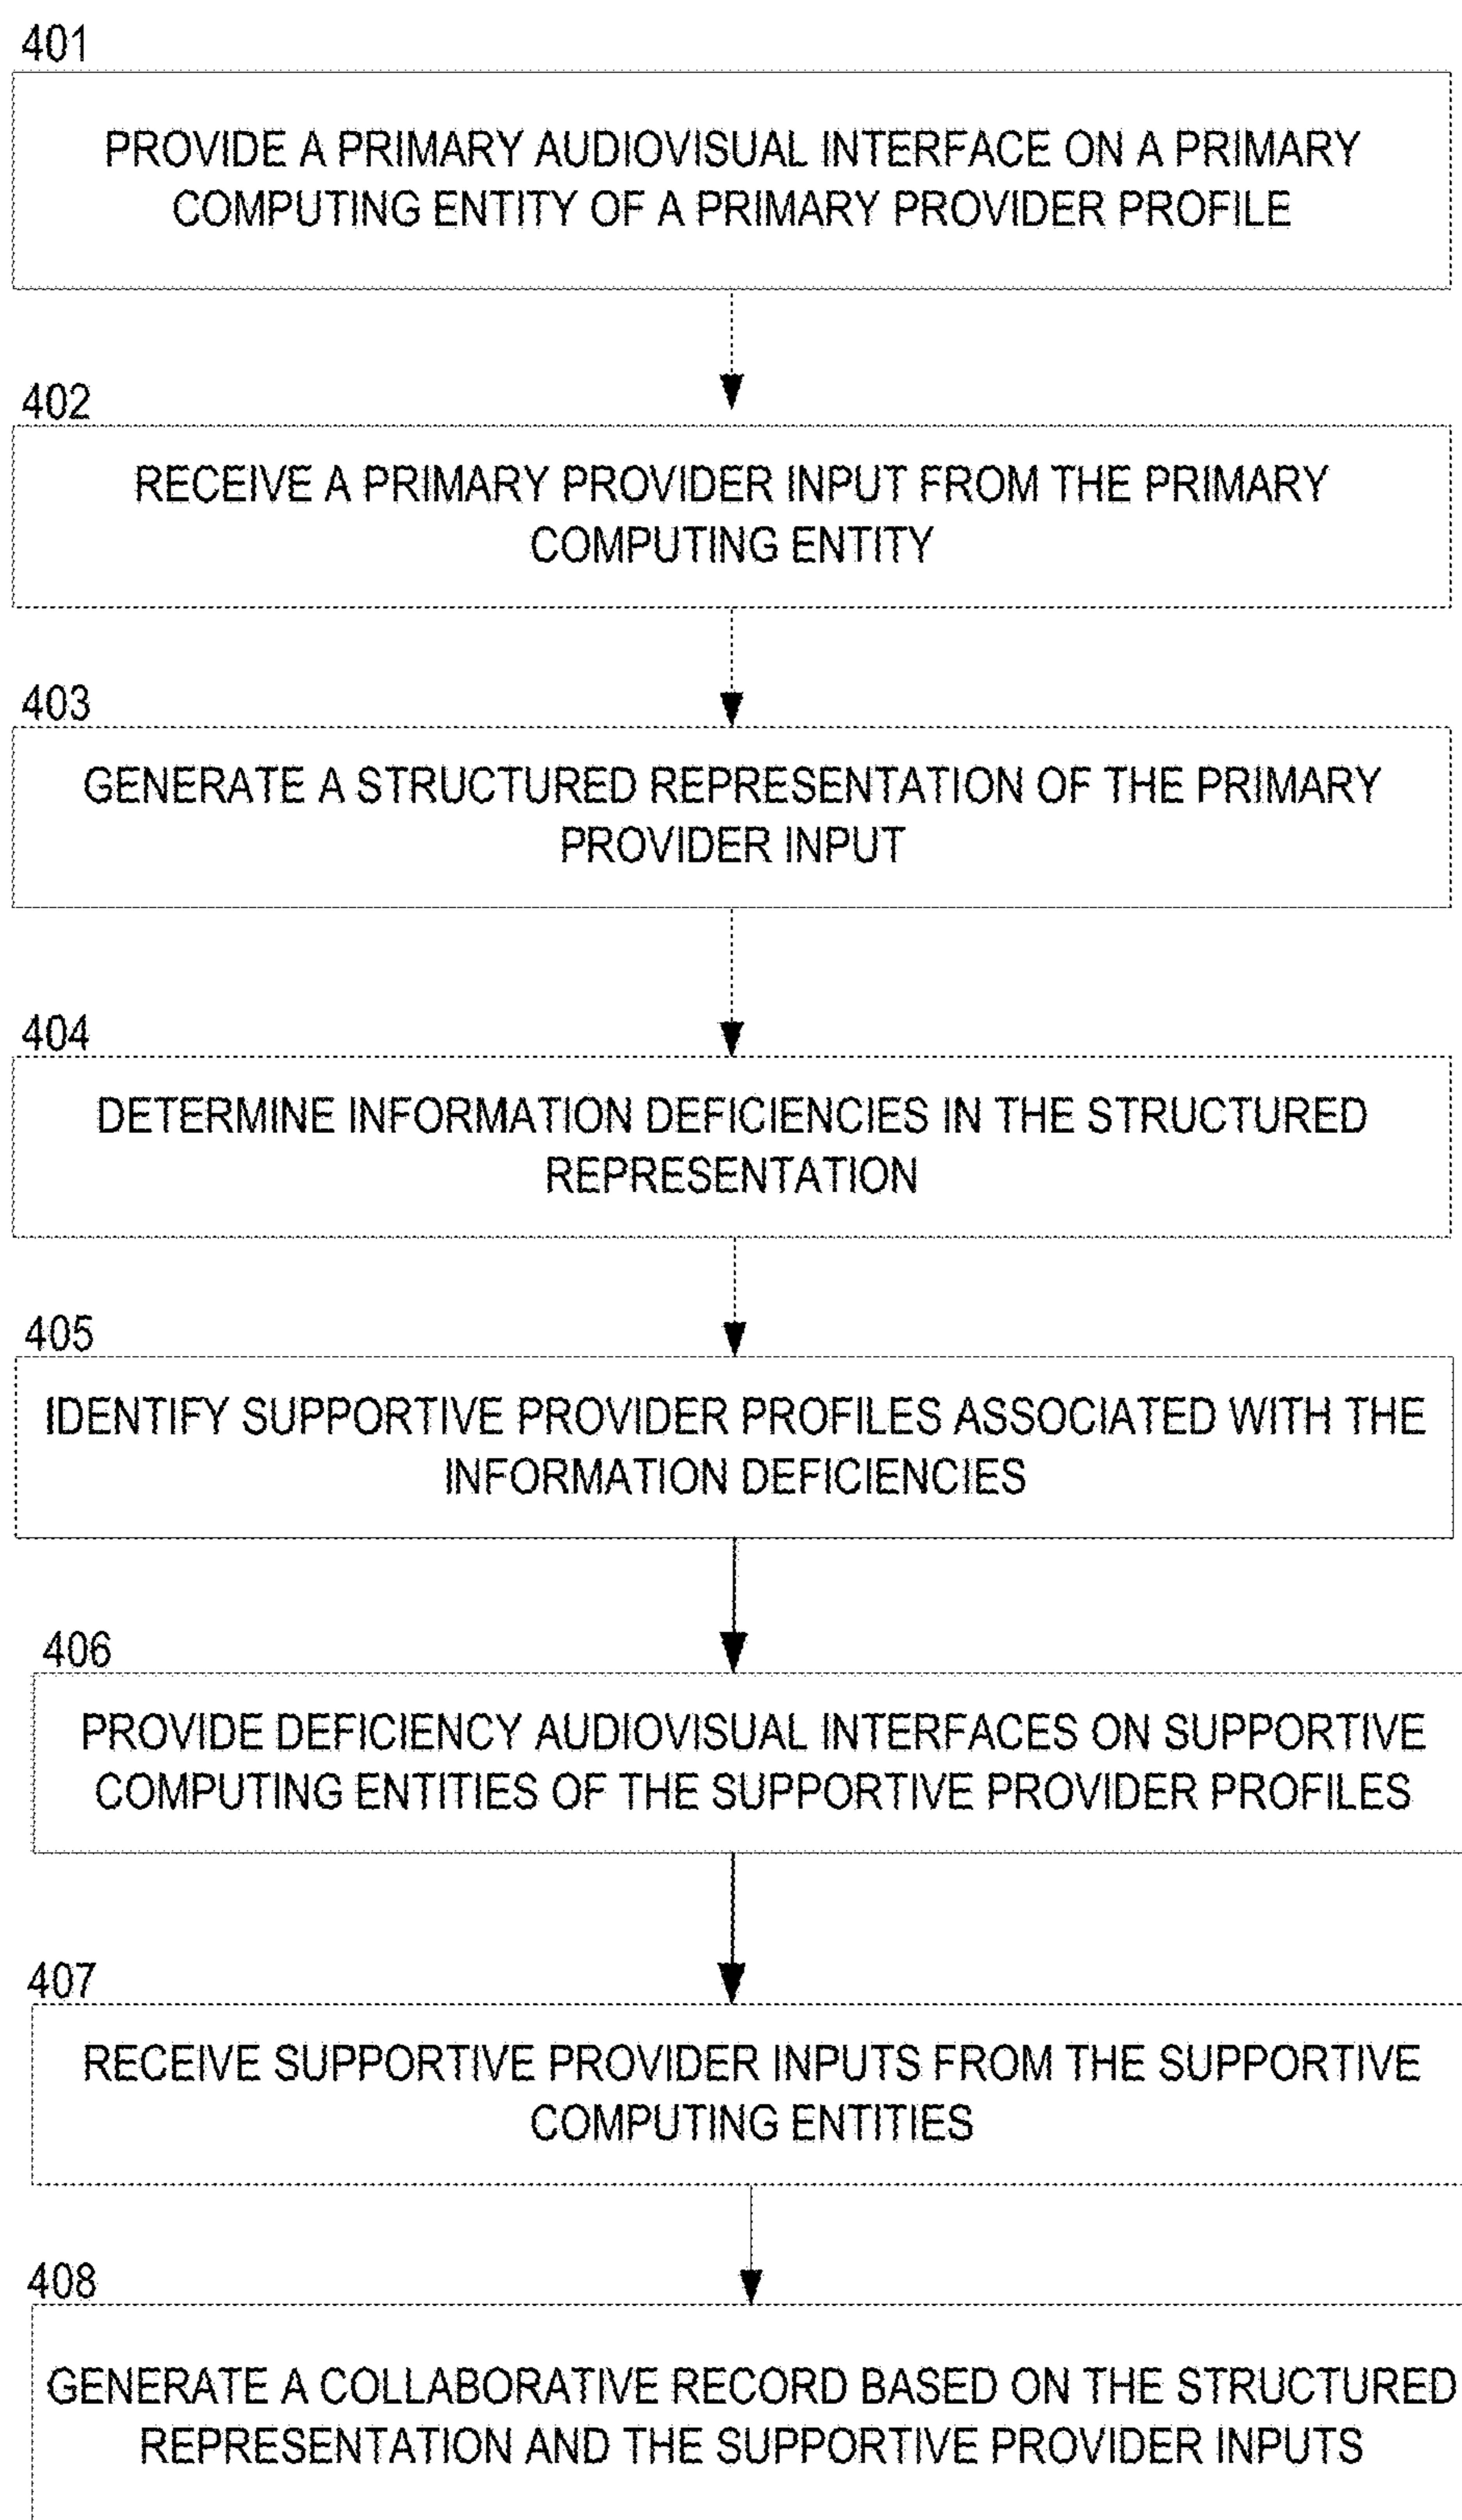 401
PROVIDE A PRIMARY AUDIOVISUAL INTERFACE ON A PRIMARY
COMPUTING ENTITY OF A PRIMARY PROVIDER PROFILE
402
RECEIVE A PRIMARY PROVIDER INPUT FROM THE PRIMARY
COMPUTING ENTITY
403
GENERATE A STRUCTURED REPRESENTATION OF THE PRIMARY
PROVIDER INPUT
404
DETERMINE INFORMATION DEFICIENCIES IN THE STRUCTURED
REPRESENTATION
405
IDENTIFY SUPPORTIVE PROVIDER PROFILES ASSOCIATED WITH THE
INFORMATION DEFICIENCIES
406
PROVIDE DEFICIENCY AUDIOVISUAL INTERFACES ON SUPPORTIVE
COMPUTING ENTITIES OF THE SUPPORTIVE PROVIDER PROFILES
407
RECEIVE SUPPORTIVE PROVIDER INPUTS FROM THE SUPPORTIVE
COMPUTING ENTITIES
408
GENERATE A COLLABORATIVE RECORD BASED ON THE STRUCTURED
REPRESENTATION AND THE SUPPORTIVE PROVIDER INPUTS